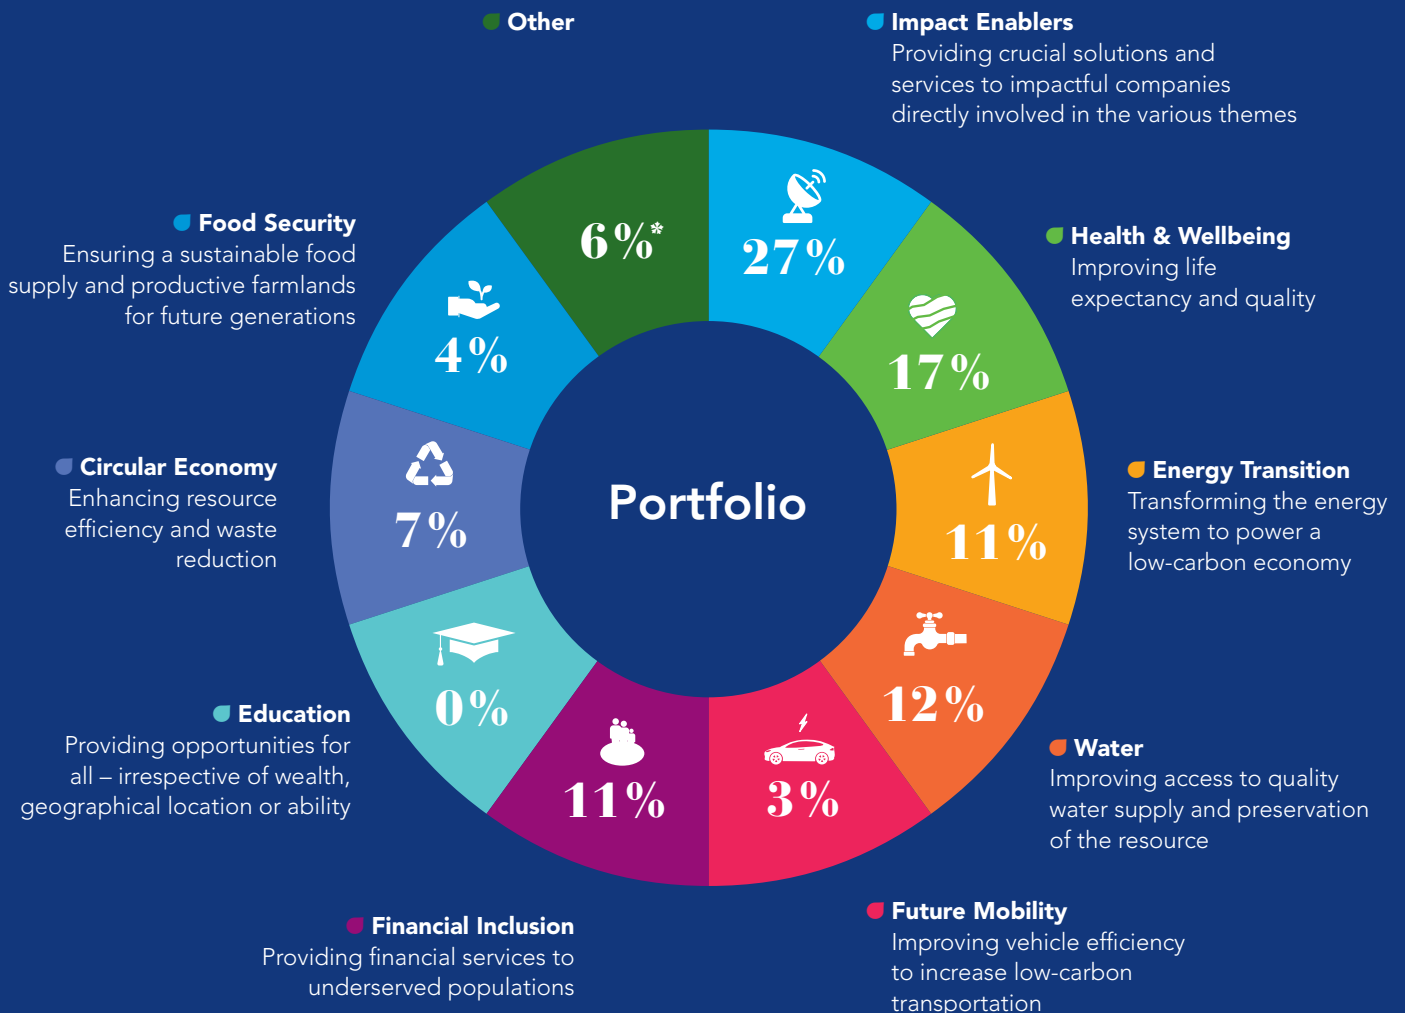 Other
Impact Enablers
Providing crucial solutions and
services to impactful companies
directly involved in the various themes
27%
Health & Wellbeing
Improving life
expectancy and quality
17%
Energy Transition
Transforming the energy
system to power a
low-carbon economy
11%
Water
Improving access to quality
water supply and preservation
of the resource
12%
Future Mobility
Improving vehicle efficiency
to increase low-carbon
transportation
3%
Financial Inclusion
Providing financial services to
underserved populations
11%
Education
Providing opportunities for
all – irrespective of wealth,
geographical location or ability
0%
Circular Economy
Enhancing resource
efficiency and waste
reduction
7%
Food Security
Ensuring a sustainable food
supply and productive farmlands
for future generations
4%
6%*
Portfolio